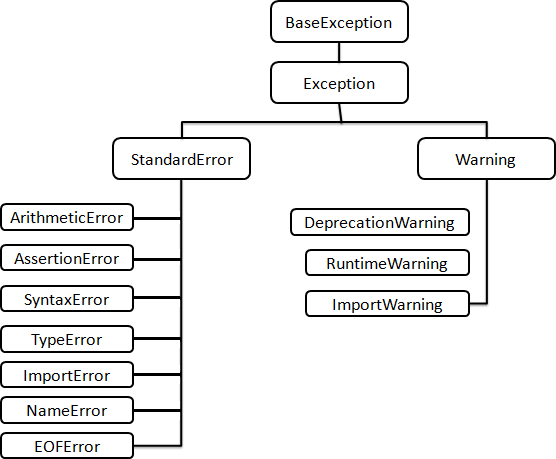 BaseException
Exception
StandardError
Warning
ArithmeticError
AssertionError
SyntaxError
TypeError
ImportError
NameError
EOFError
DeprecationWarning
RuntimeWarning
ImportWarning